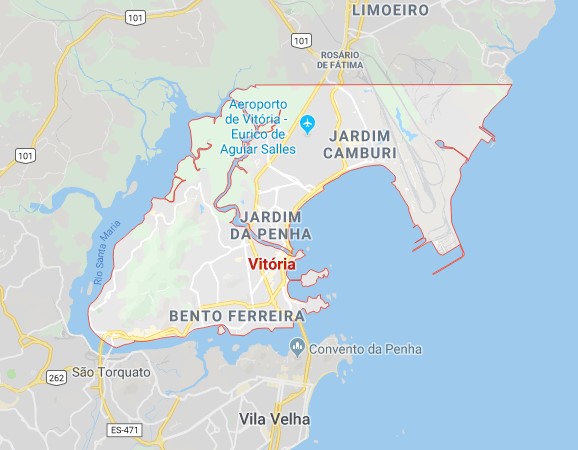 LIMOEIRO
101
101
ROSÁRIO
DE FÁTIMA
101
Aeroporto
de Vitória -
Eurico de
Aguiar Salles
JARDIM
CAMBURI
101
JARDIM
DA PENHA
Rio Santa Maria
Vitória
BENTO FERREIRA
Convento da Penha
São Torquato
262
Vila Velha
ES-471